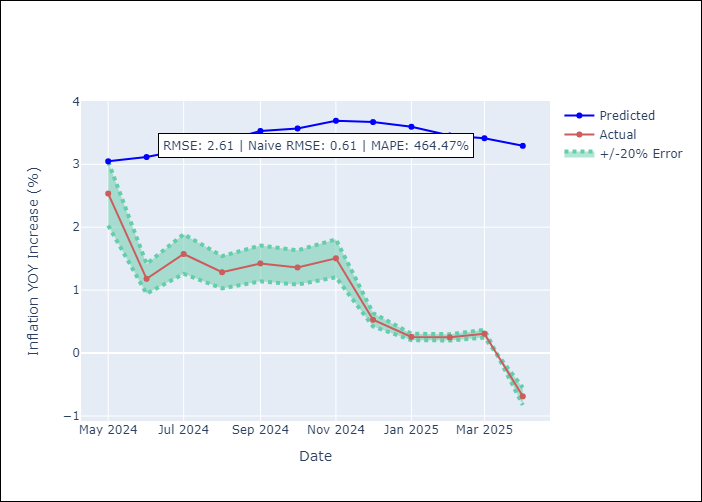 RMSE: 2.61 | Naive RMSE: 0.61 | MAPE: 464.47%
Predicted
Actual
+/-20% Error
Inflation YOY Increase (%)
4
3
2
1
0
−1
May 2024
Jul 2024
Sep 2024
Nov 2024
Jan 2025
Mar 2025
Date